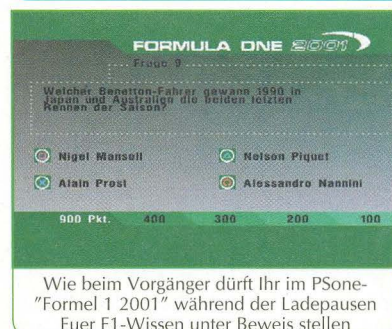 FORMULA ONE 2001
Frage 9
Welcher Benetton-Fahrer gewann 1990 in
Japan und Australien die beiden letzten
Rennen der Saison?
Nigel Mansell Nelson Piquet
Alain Prost Alessandro Nannini
900 Pkt. 400 300 200 100
Wie beim Vorgänger dürft Ihr im PSone-
"Formel 1 2001" während der Ladepausen
Euer F1-Wissen unter Beweis stellen